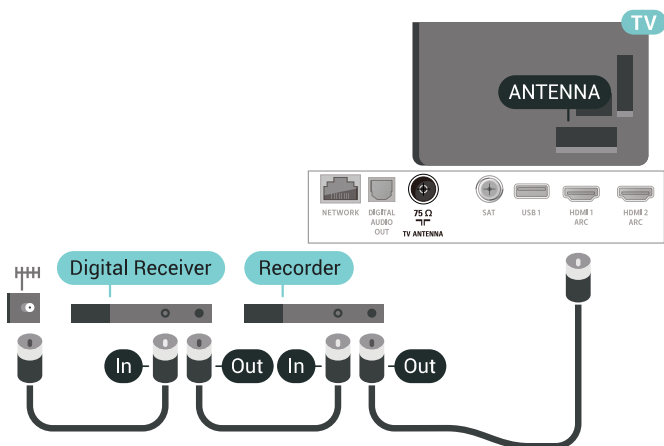 TV
ANTENNA
NETWORK
DIGITAL
AUDIO
OUT
75 Ω
TV ANTENNA
SAT
USB 1
HDMI 1
ARC
HDMI 2
ARC
Digital Receiver
Recorder
In
Out
In
Out